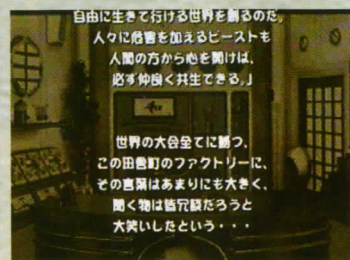 自由に生きて行ける世界を創るのだ。
人々に危害を加えるビーストも
人間の方から心を開けば、
必ず仲良く共生できる。」
世界の大会全てに勝つ、
この田舎町のファクトリーに、
その言葉はあまりにも大きく、
聞く物は皆冗談だろうと
大笑いしたという・・・